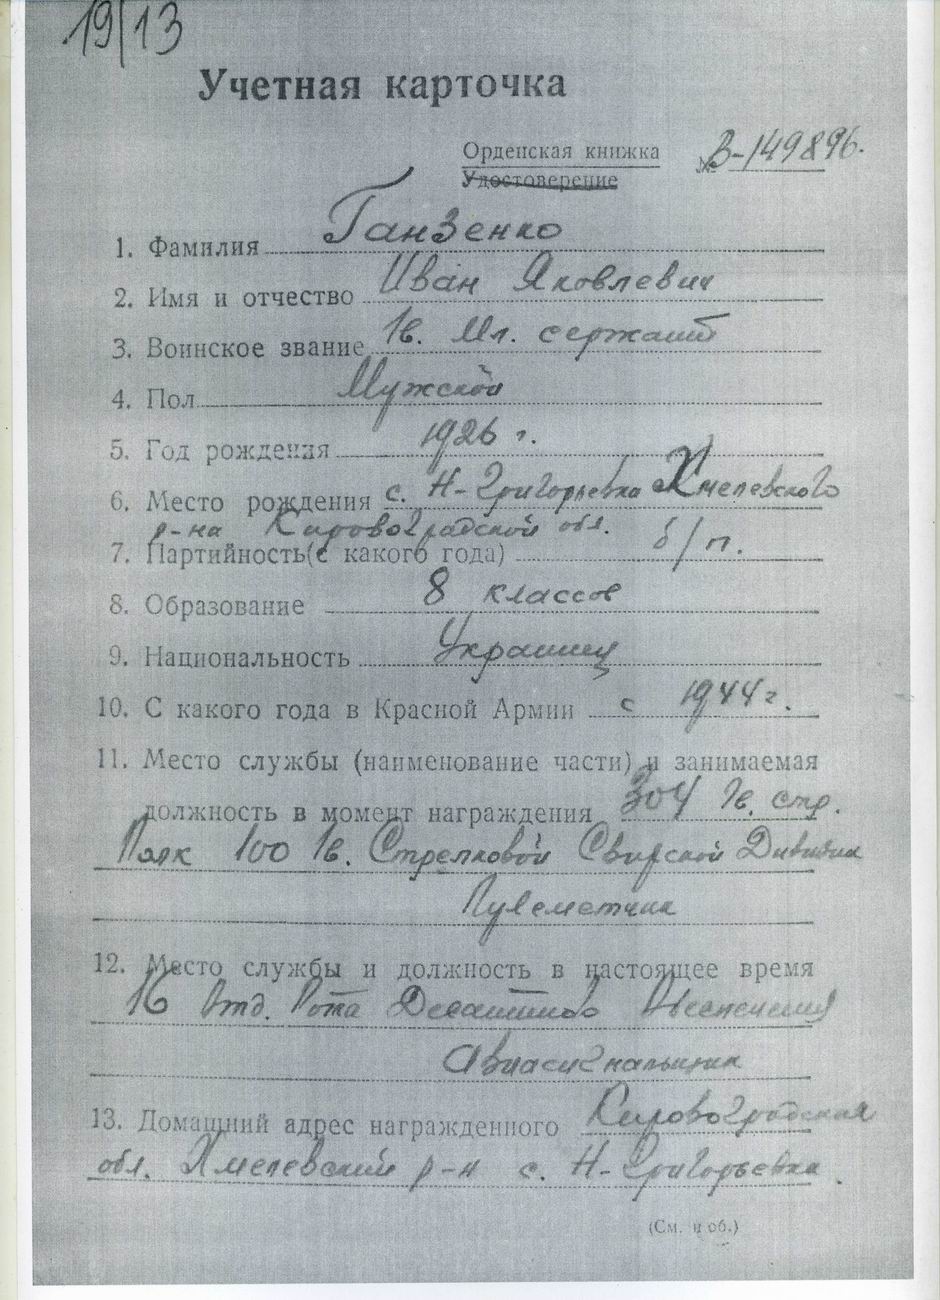 19/13
Учетная карточка
Орденская книжка № В-149896.
Удостоверение
1. Фамилия Ганзенко
2. Имя и отчество Иван Яковлевич
3. Воинское звание Гв. Мл. сержант
4. Пол Мужской
5. Год рождения 1926 г.
6. Место рождения с. Н-Григорьевка Хмелевского
р-на Кировоградской обл.
7. Партийность(с какого года) б/п.
8. Образование 8 классов
9. Национальность Украинец
10. С какого года в Красной Армии с 1944 г.
11. Место службы (наименование части) и занимаемая
должность в момент награждения 304 Гв. стр.
Полк 100 Гв. Стрелковой Свирской Дивизии
Пулеметчик
12. Место службы и должность в настоящее время
16 Отд. Рота Десантного Обеспечения
Авиасигнальщик
13. Домашний адрес награжденного Кировоградская
обл. Хмелевский р-н с. Н-Григорьевка.
(См. и об.)